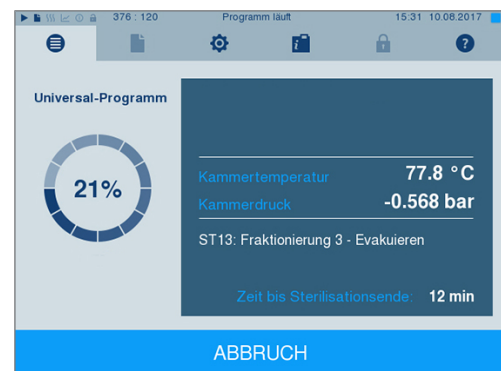 376 : 120 Programm läuft 15:31 10.08.2017
Universal-Programm
21%
Kammertemperatur 77.8 °C
Kammerdruck -0.568 bar
ST13: Fraktionierung 3 - Evakuieren
Zeit bis Sterilisationsende: 12 min
ABBRUCH